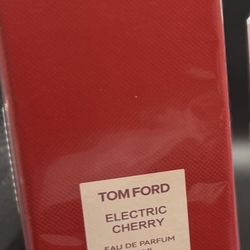 TOM FORD
ELECTRIC
CHERRY
EAU DE PARFUM